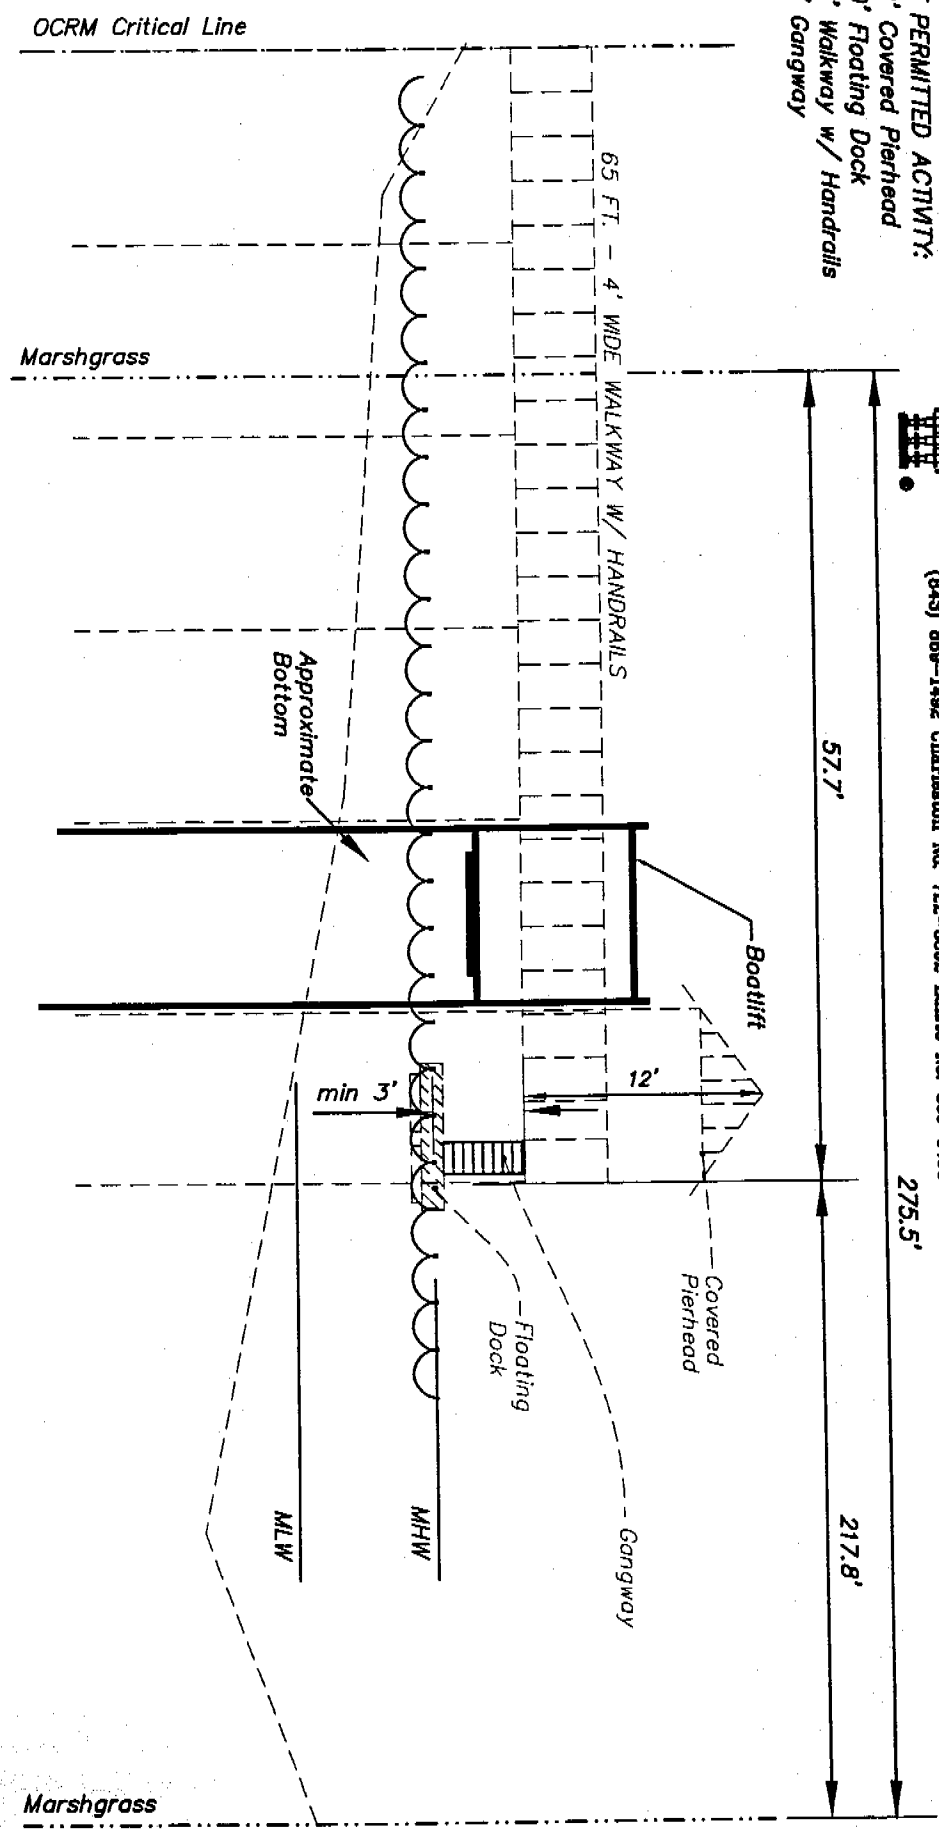 PERMITTED ACTIVITY:
' Covered Pierhead
' Floating Dock
' Walkway w/ Handrails
' Gangway
OCRM Critical Line
65 FT. - 4' WIDE WALKWAY W/ HANDRAILS
Marshgrass
(843)
Charleston
275.5'
57.7'
217.8'
Approximate
Bottom
Boatlift
min 3'
12'
Covered
Pierhead
Floating
Dock
Gangway
MHW
MLW
Marshgrass